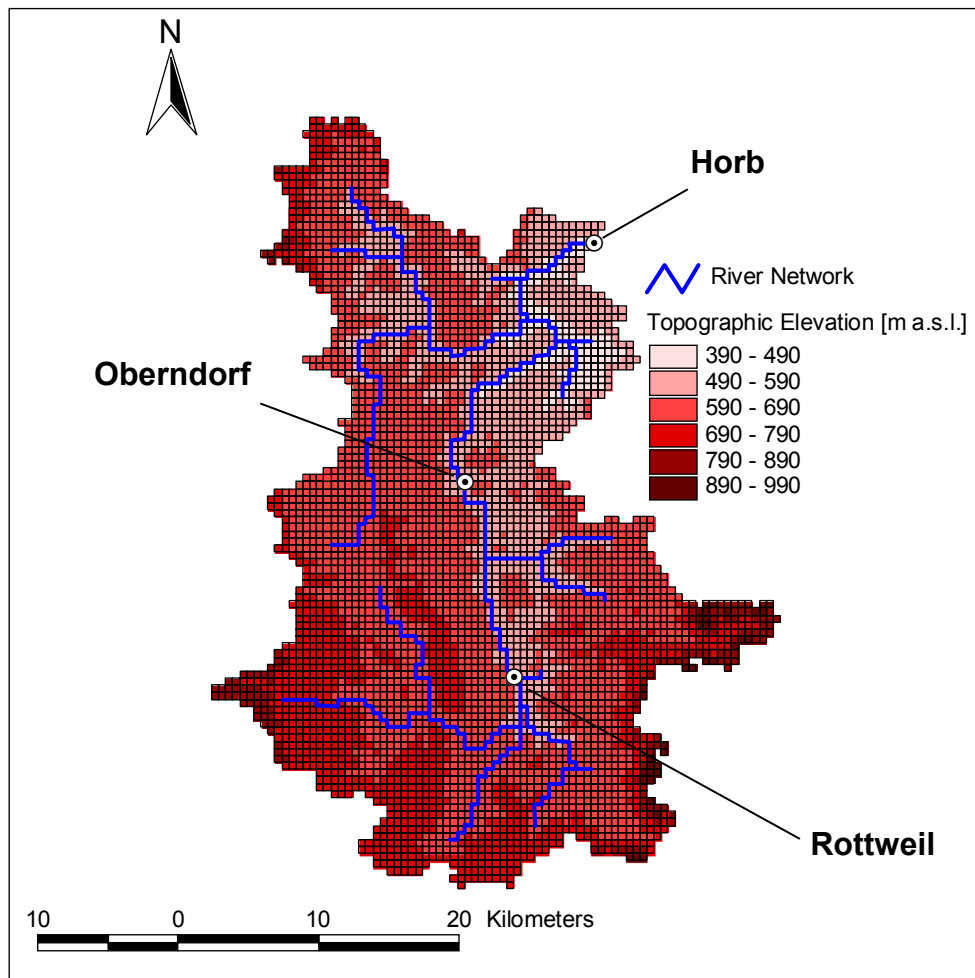 N
Horb
River Network
Topographic Elevation [m a.s.l.]
390 - 490
490 - 590
590 - 690
690 - 790
790 - 890
890 - 990
Oberndorf
Rottweil
10 0 10 20 Kilometers